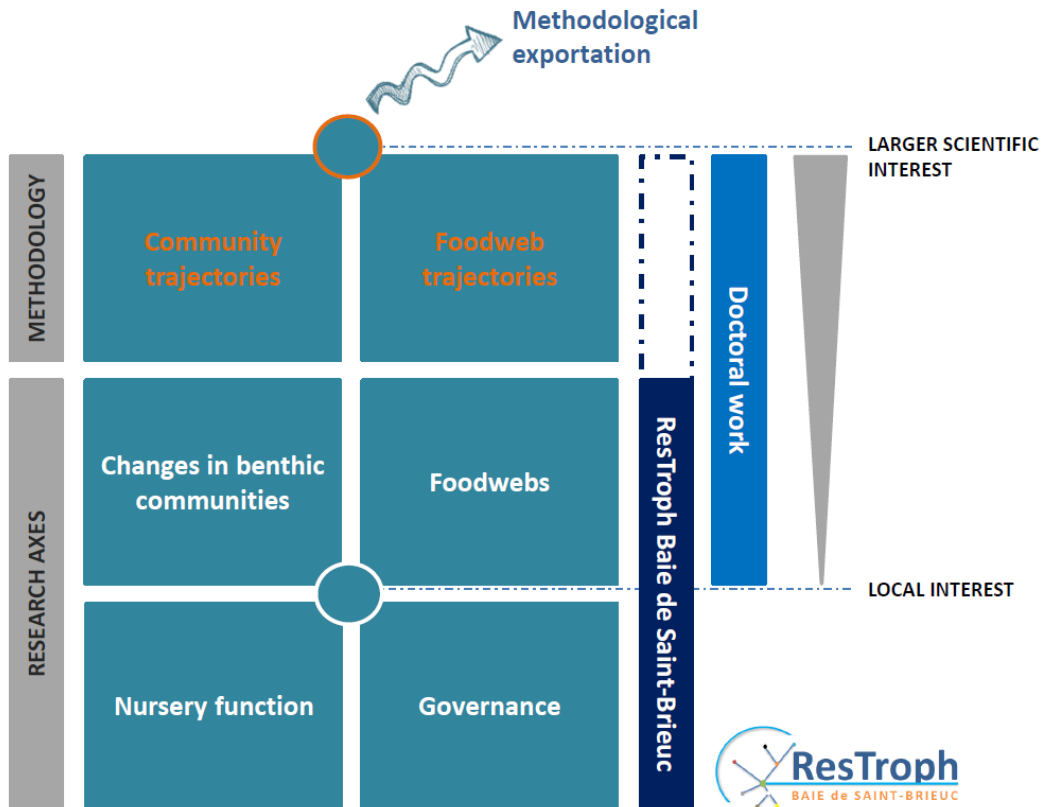 Methodological
exportation
LARGER SCIENTIFIC
INTEREST
METHODOLOGY
Community
trajectories
Foodweb
trajectories
Doctoral work
RESEARCH AXES
Changes in benthic
communities
Foodwebs
ResTroph Baie de Saint-Brieuc
LOCAL INTEREST
Nursery function
Governance
ResTroph
BAIE de SAINT-BRIEUC